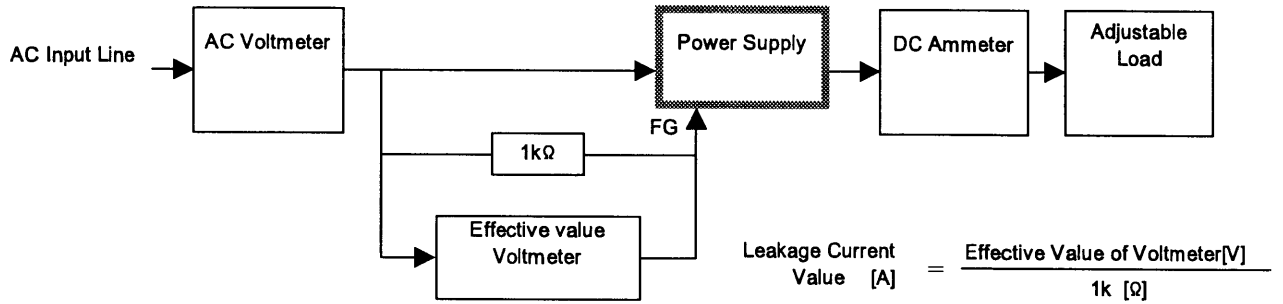 AC Input Line
AC Voltmeter
Power Supply
DC Ammeter
Adjustable
Load
FG
1kΩ
Effective value
Voltmeter
Leakage Current
Value [A]
=
Effective Value of Voltmeter[V]
1k [Ω]